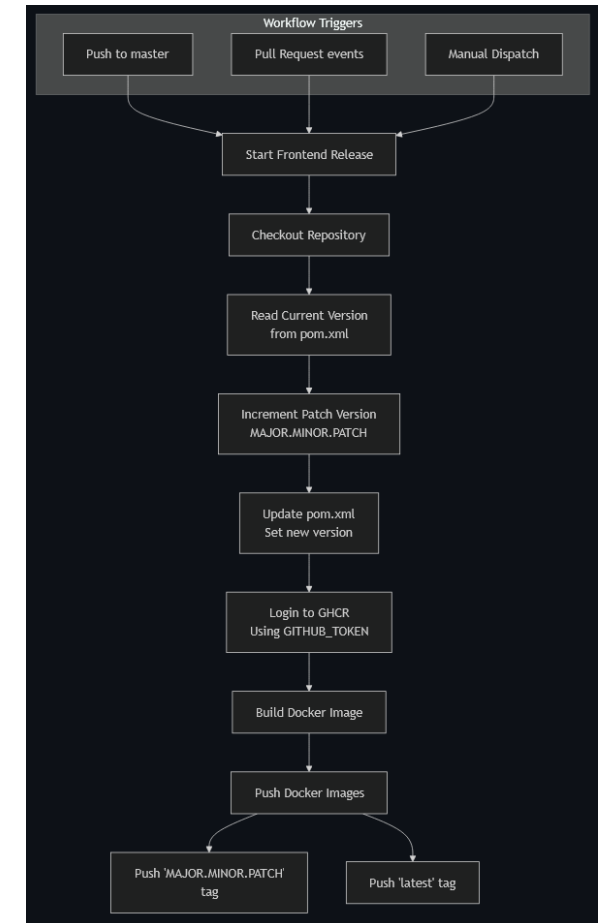 Workflow Triggers
Push to master
Pull Request events
Manual Dispatch
Start Frontend Release
Checkout Repository
Read Current Version
from pom.xml
Increment Patch Version
MAJOR.MINOR.PATCH
Update pom.xml
Set new version
Login to GHCR
Using GITHUB_TOKEN
Build Docker Image
Push Docker Images
Push 'MAJOR.MINOR.PATCH'
tag
Push 'latest' tag